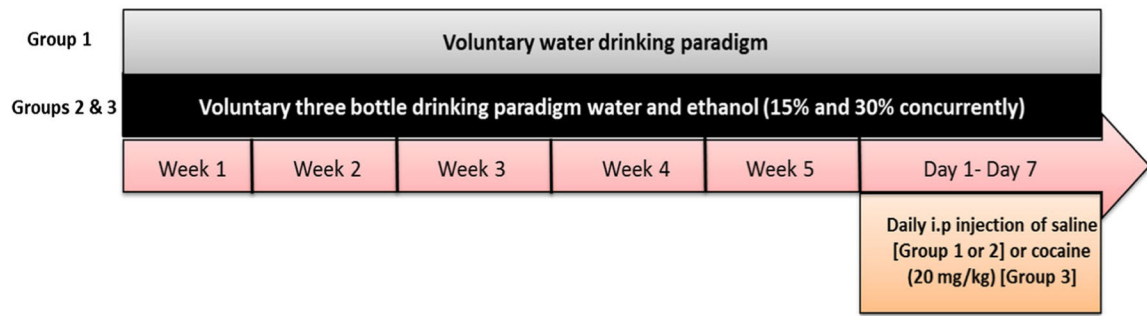 Group 1
Voluntary water drinking paradigm
Groups 2 & 3
Voluntary three bottle drinking paradigm water and ethanol (15% and 30% concurrently)
Week 1
Week 2
Week 3
Week 4
Week 5
Day 1- Day 7
Daily i.p injection of saline
[Group 1 or 2] or cocaine
(20 mg/kg) [Group 3]